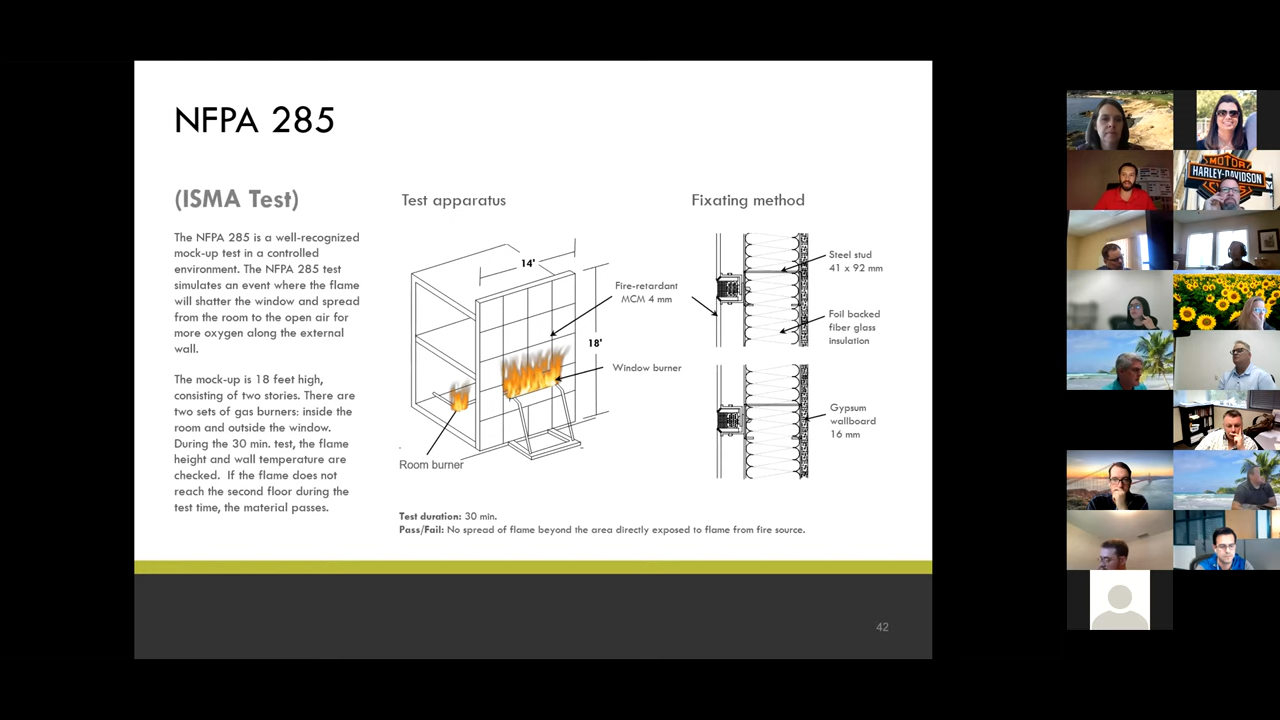 NFPA 285
(ISMA Test)
The NFPA 285 is a well-recognized
mock-up test in a controlled
environment. The NFPA 285 test
simulates an event where the flame
will shatter the window and spread
from the room to the open air for
more oxygen along the external
wall.
The mock-up is 18 feet high,
consisting of two stories. There are
two sets of gas burners: inside the
room and outside the window.
During the 30 min. test, the flame
height and wall temperature are
checked.  If the flame does not
reach the second floor during the
test time, the material passes.
Test apparatus
14'
Fire-retardant
MCM 4 mm
18'
Window burner
Room burner
Fixating method
Steel stud
41 x 92 mm
Foil backed
fiber glass
insulation
Gypsum
wallboard
16 mm
Test duration: 30 min.
Pass/Fail: No spread of flame beyond the area directly exposed to flame from fire source.
42
MOTOR
HARLEY-DAVIDSON
CYCLES